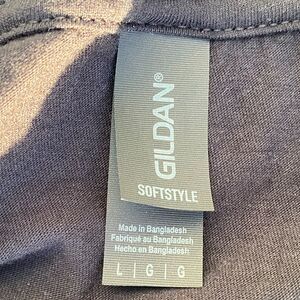 GILDAN®
SOFTSTYLE
Made in Bangladesh
Fabriqué au Bangladesh
Hecho en Bangladesh
L | G | G